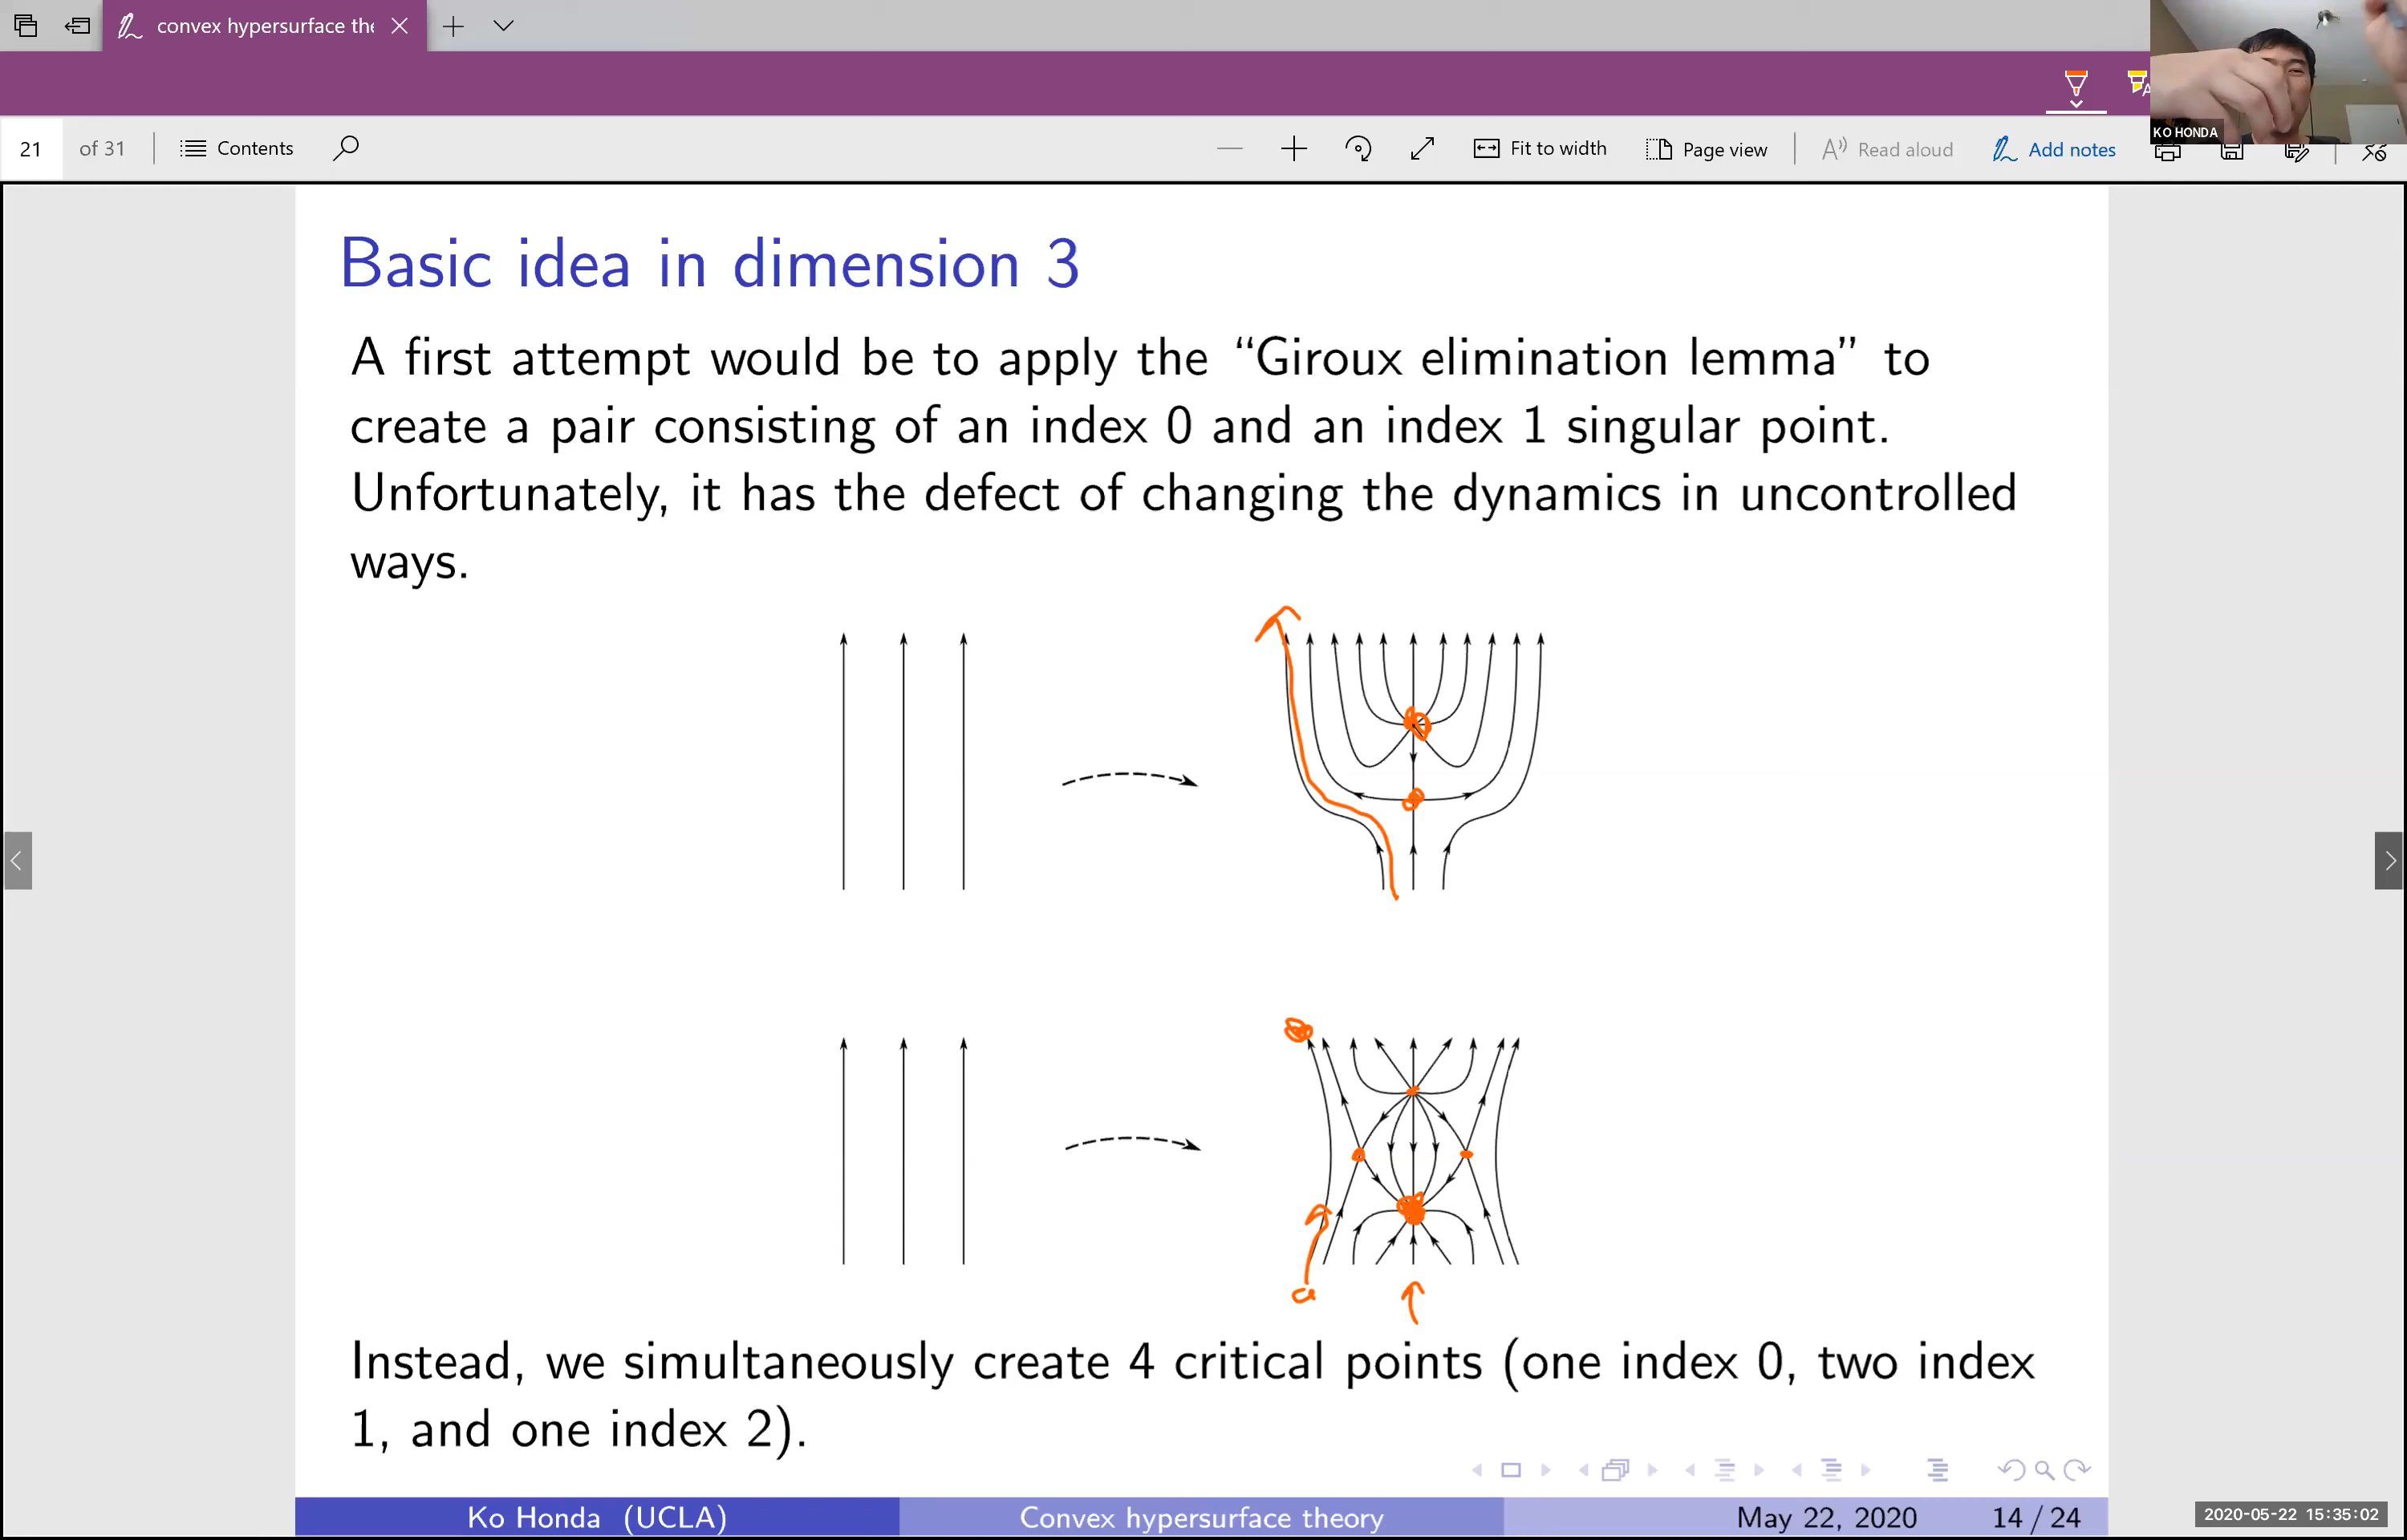 convex hypersurface the
KO HONDA
21 of 31 Contents Fit to width Page view Read aloud Add notes
Basic idea in dimension 3
A first attempt would be to apply the “Giroux elimination lemma” to
create a pair consisting of an index 0 and an index 1 singular point.
Unfortunately, it has the defect of changing the dynamics in uncontrolled
ways.
Instead, we simultaneously create 4 critical points (one index 0, two index
1, and one index 2).
Ko Honda (UCLA) Convex hypersurface theory May 22, 2020 14 / 24
2020-05-22 15:35:02